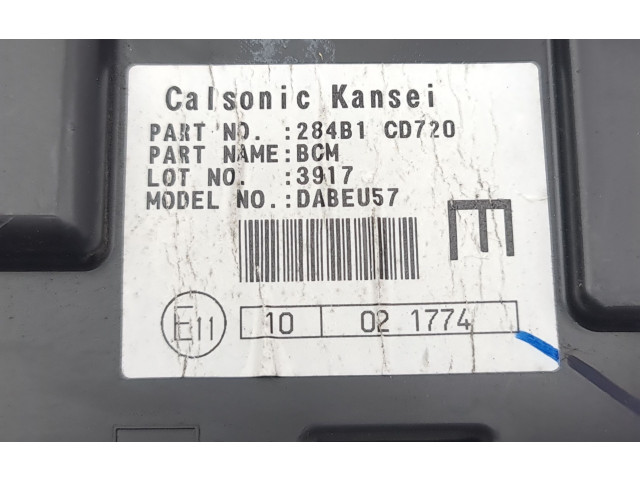 Calsonic Kansei
PART NO. :284B1 CD720
PART NAME:BCM
LOT NO. :3917
MODEL NO.:DABEU57
E
E11 10 02 1774